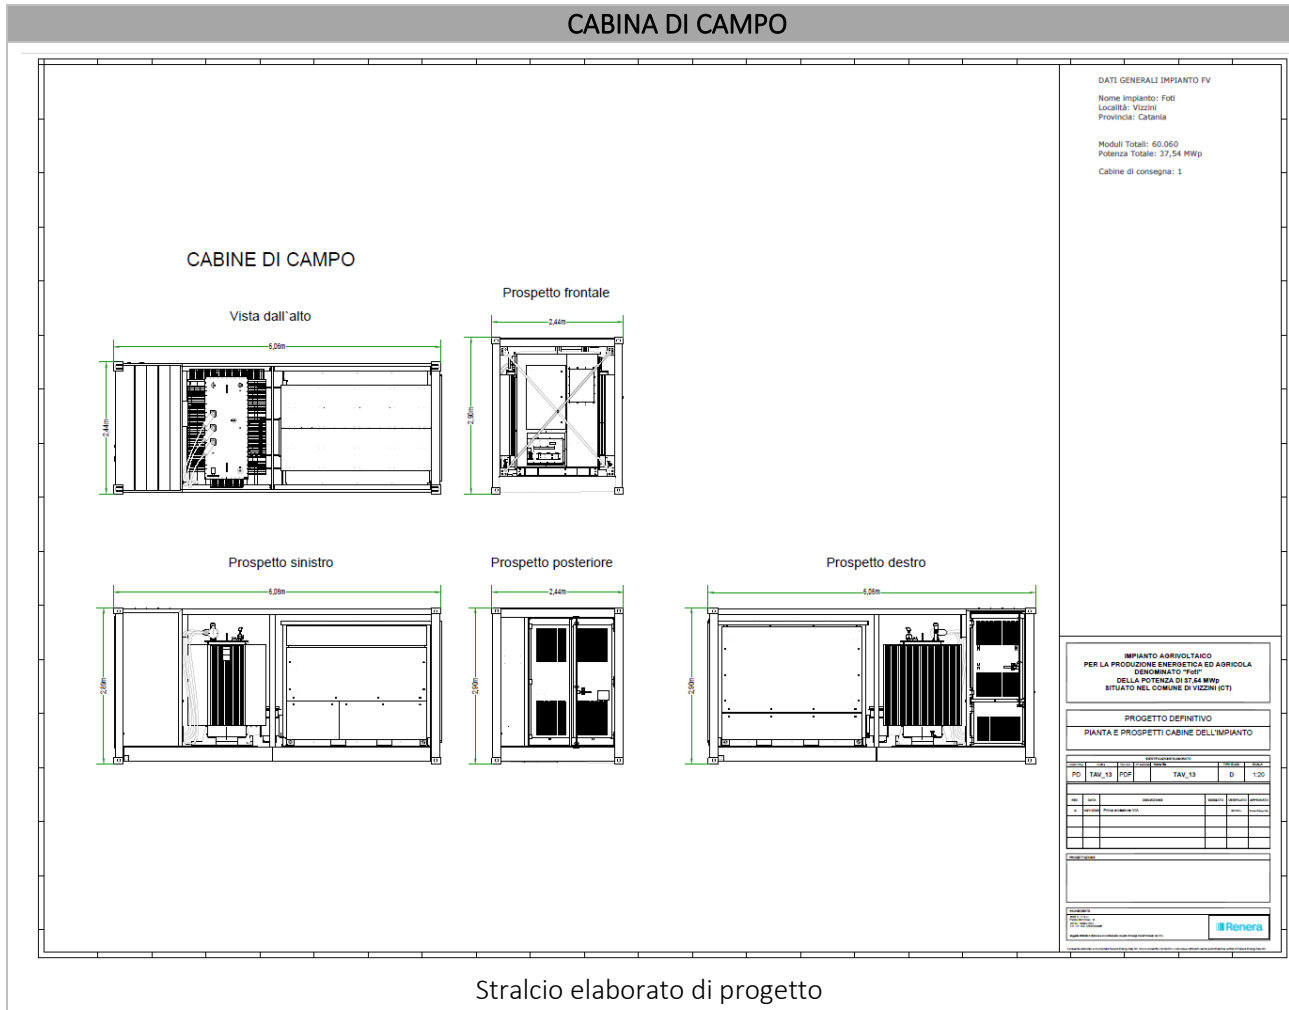 CABINA DI CAMPO
DATI GENERALI IMPIANTO FV
Nome impianto: Foti
Località: Vizzini
Provincia: Catania
Moduli Totali: 60.060
Potenza Totale: 37,54 MWp
Cabine di consegna: 1
CABINE DI CAMPO
Vista dall`alto
6,06m
2,44m
Prospetto frontale
2,44m
2,90m
Prospetto sinistro
6,06m
2,89m
Prospetto posteriore
2,44m
2,90m
Prospetto destro
6,06m
2,90m
IMPIANTO AGRIVOLTAICO
PER LA PRODUZIONE ENERGETICA ED AGRICOLA
DENOMINATO "Foti"
DELLA POTENZA DI 37,54 MWp
SITUATO NEL COMUNE DI VIZZINI (CT)
PROGETTO DEFINITIVO
PIANTA E PROSPETTI CABINE DELL'IMPIANTO
PD TAV_13 PDF TAV_13 D 1:20
REV. DATA DESCRIZIONE VERIFICATO APPROVATO
Renera
Stralcio elaborato di progetto